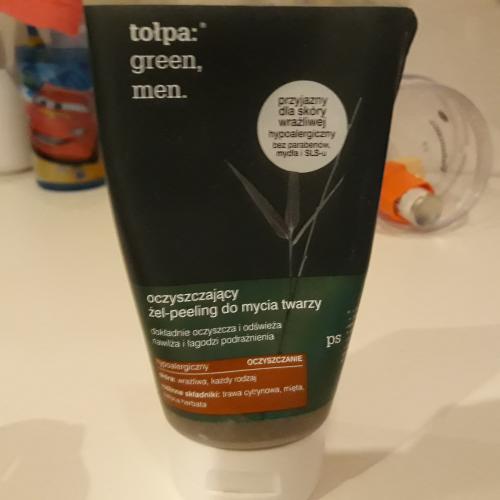 tołpa:®
green,
men.
przyjazny
dla skóry
wrażliwej
hypoalergiczny
bez parabenów,
mydła i SLS-u
oczyszczający
żel-peeling do mycia twarzy
dokładnie oczyszcza i odświeża
nawilża i łagodzi podrażnienia
ps
hypoalergiczny OCZYSZCZANIE
skóra: wrażliwa, każdy rodzaj
roślinne składniki: trawa cytrynowa, mięta,
herbata